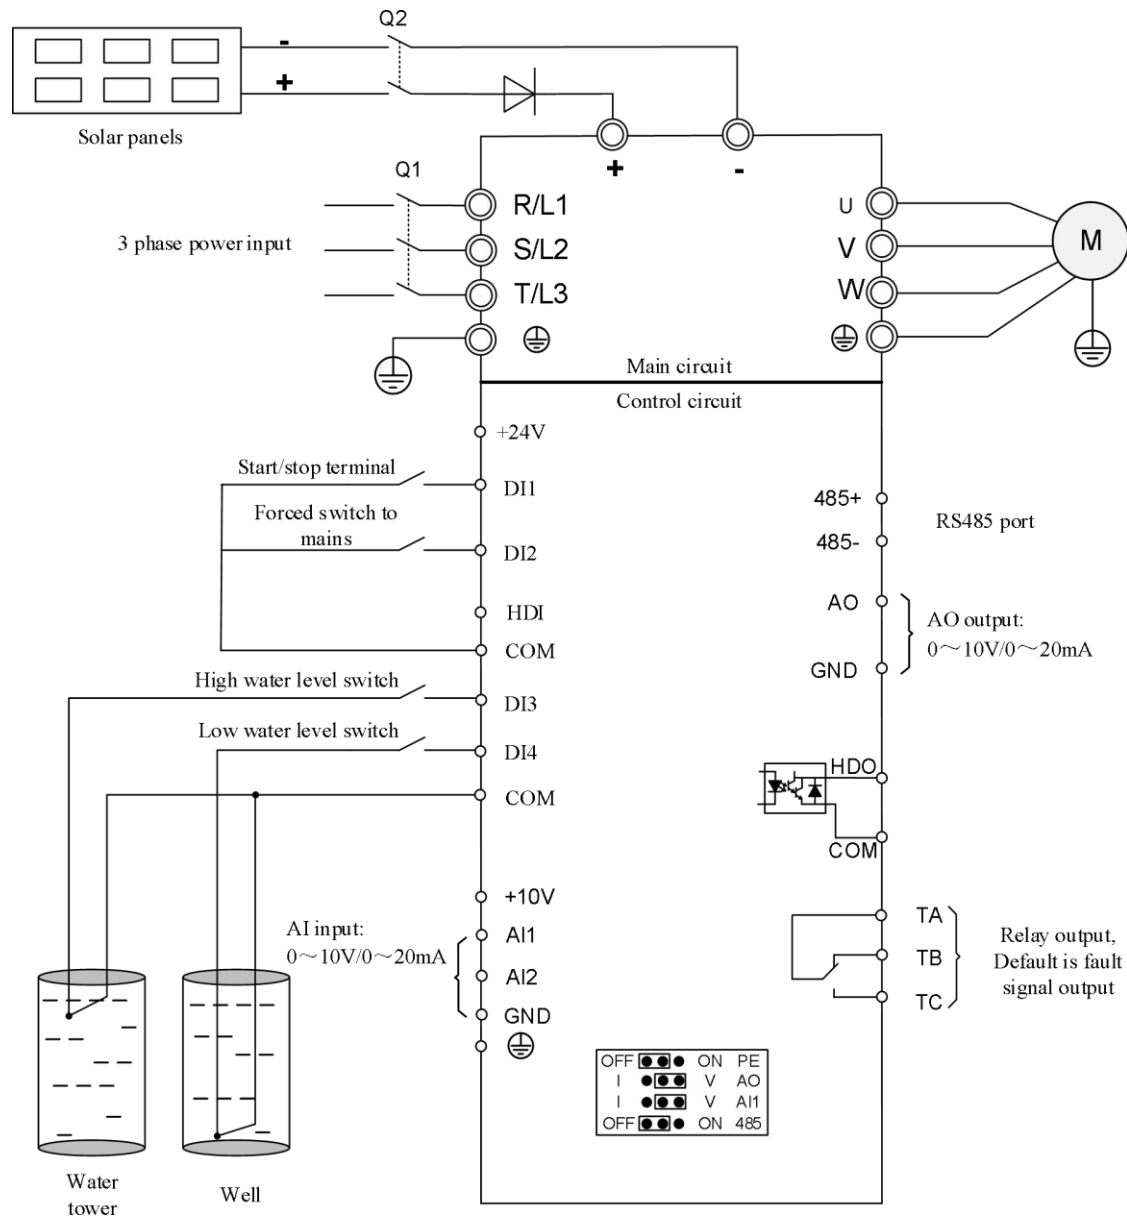 Q2
-
+
Solar panels
+
-
Q1
R/L1
U
3 phase power input
S/L2
V
M
T/L3
W
Main circuit
Control circuit
+24V
Start/stop terminal
DI1
485+
Forced switch to
mains
RS485 port
DI2
485-
HDI
AO
AO output:
0～10V/0～20mA
COM
GND
High water level switch
DI3
Low water level switch
DI4
HDO
COM
COM
+10V
AI input:
0～10V/0～20mA
AI1
AI2
GND
TA
TB
TC
Relay output,
Default is fault
signal output
OFF ON PE
I V AO
I V AI1
OFF ON 485
Water
tower
Well